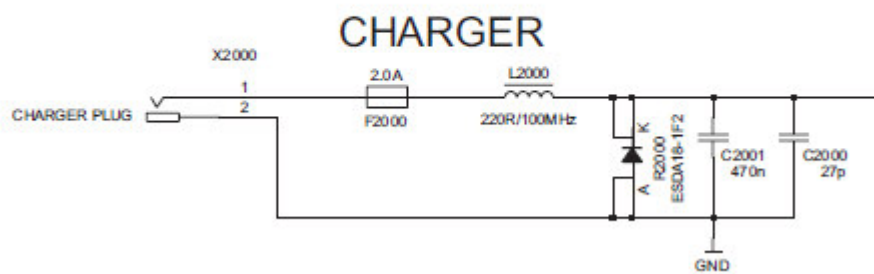 CHARGER
X2000
1
2
CHARGER PLUG
2.0A
F2000
L2000
220R/100MHz
K
A
R2000
ESDA18-1F2
C2001
470n
C2000
27p
GND